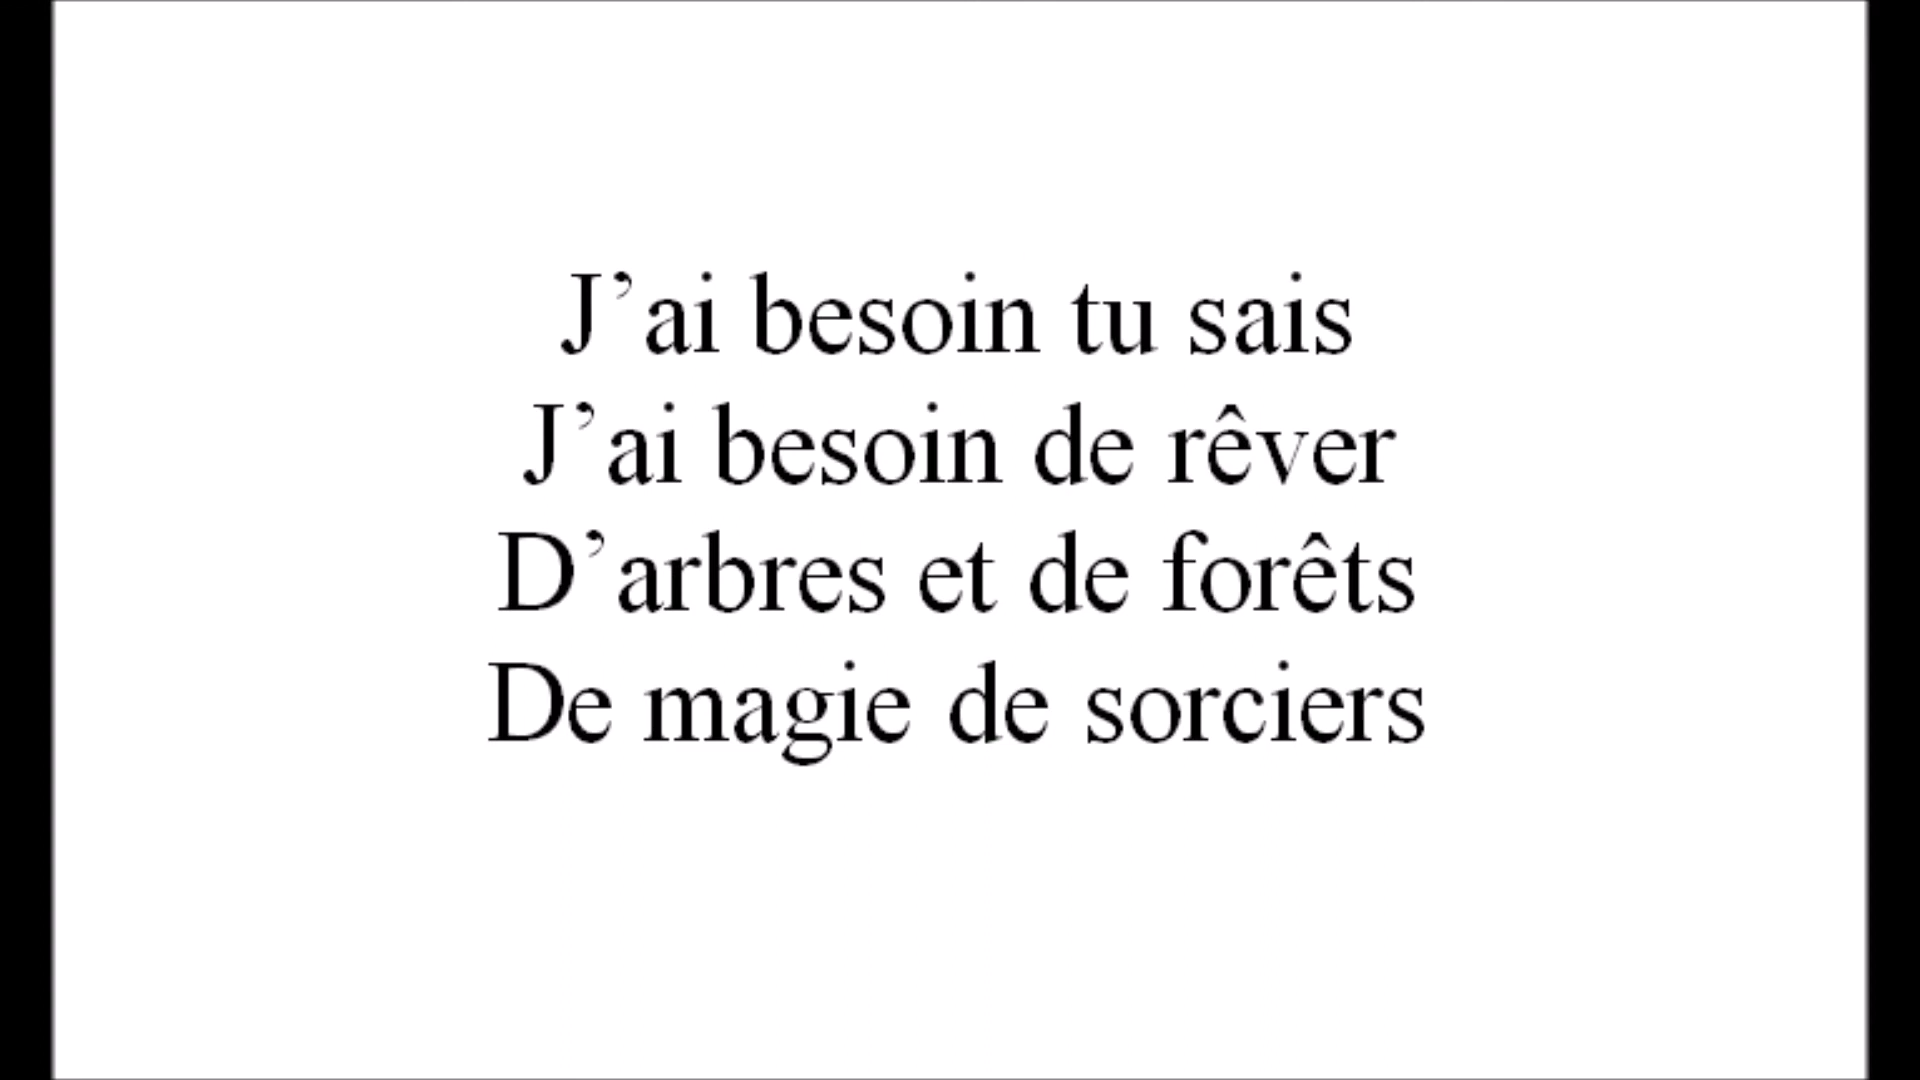 J’ai besoin tu sais
J’ai besoin de rêver
D’arbres et de forêts
De magie de sorciers